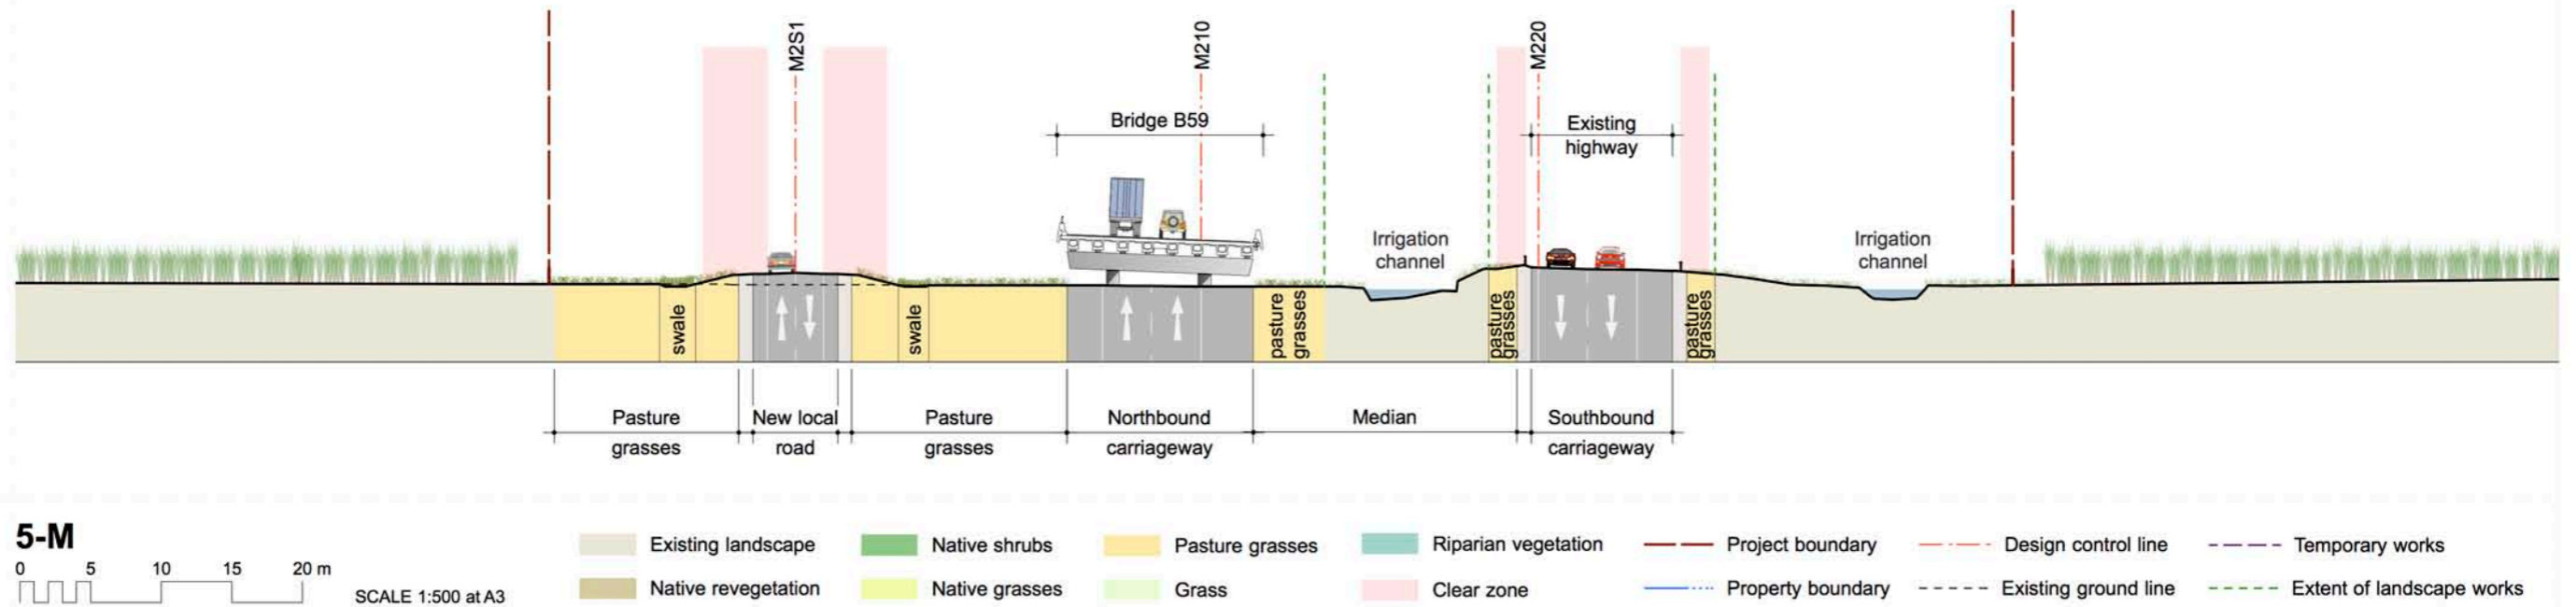 M2S1
M210
M220
Bridge B59
Existing
highway
Irrigation
channel
Irrigation
channel
swale
swale
pasture
grasses
pasture
grasses
pasture
grasses
Pasture
grasses
New local
road
Pasture
grasses
Northbound
carriageway
Median
Southbound
carriageway
5-M
0 5 10 15 20 m
SCALE 1:500 at A3
Existing landscape
Native revegetation
Native shrubs
Native grasses
Pasture grasses
Grass
Riparian vegetation
Clear zone
Project boundary
Property boundary
Design control line
Existing ground line
Temporary works
Extent of landscape works